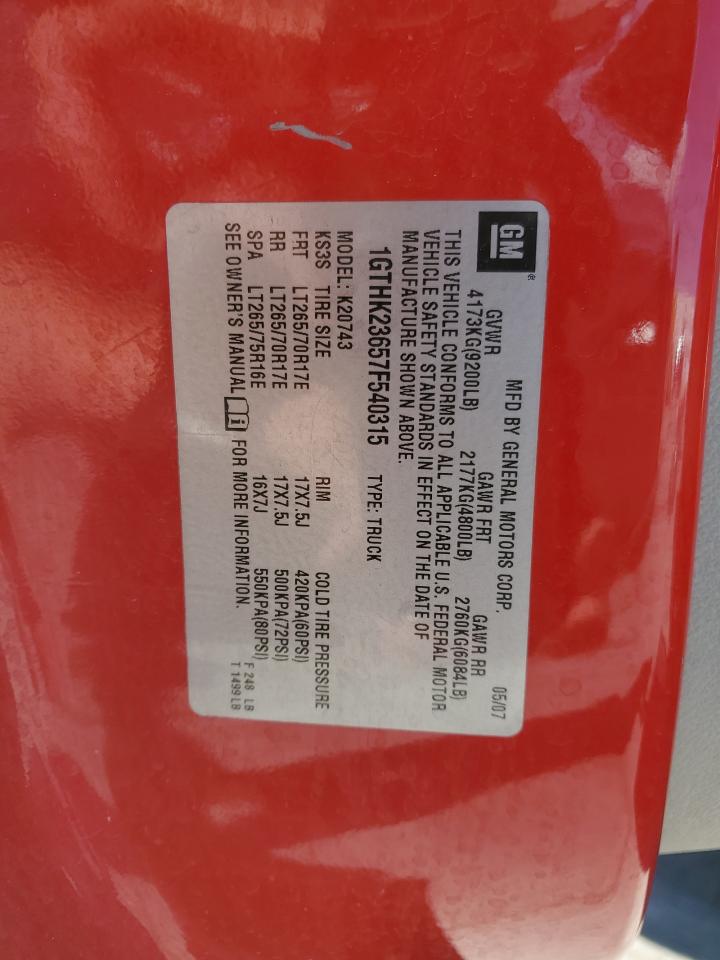 GM®
MFD BY GENERAL MOTORS CORP. 05/07
GVWR GAWR FRT GAWR RR
4173KG(9200LB) 2177KG(4800LB) 2760KG(6084LB)
THIS VEHICLE CONFORMS TO ALL APPLICABLE U.S. FEDERAL MOTOR
VEHICLE SAFETY STANDARDS IN EFFECT ON THE DATE OF
MANUFACTURE SHOWN ABOVE.
1GTHK23657F540315 TYPE: TRUCK
MODEL: K20743
KS3S TIRE SIZE RIM COLD TIRE PRESSURE
FRT LT265/70R17E 17X7.5J 420KPA(60PSI)
RR LT265/70R17E 17X7.5J 500KPA(72PSI)
SPA LT265/75R16E 16X7J 550KPA(80PSI)
SEE OWNER'S MANUAL FOR MORE INFORMATION.
F 248 LB
T 1499 LB